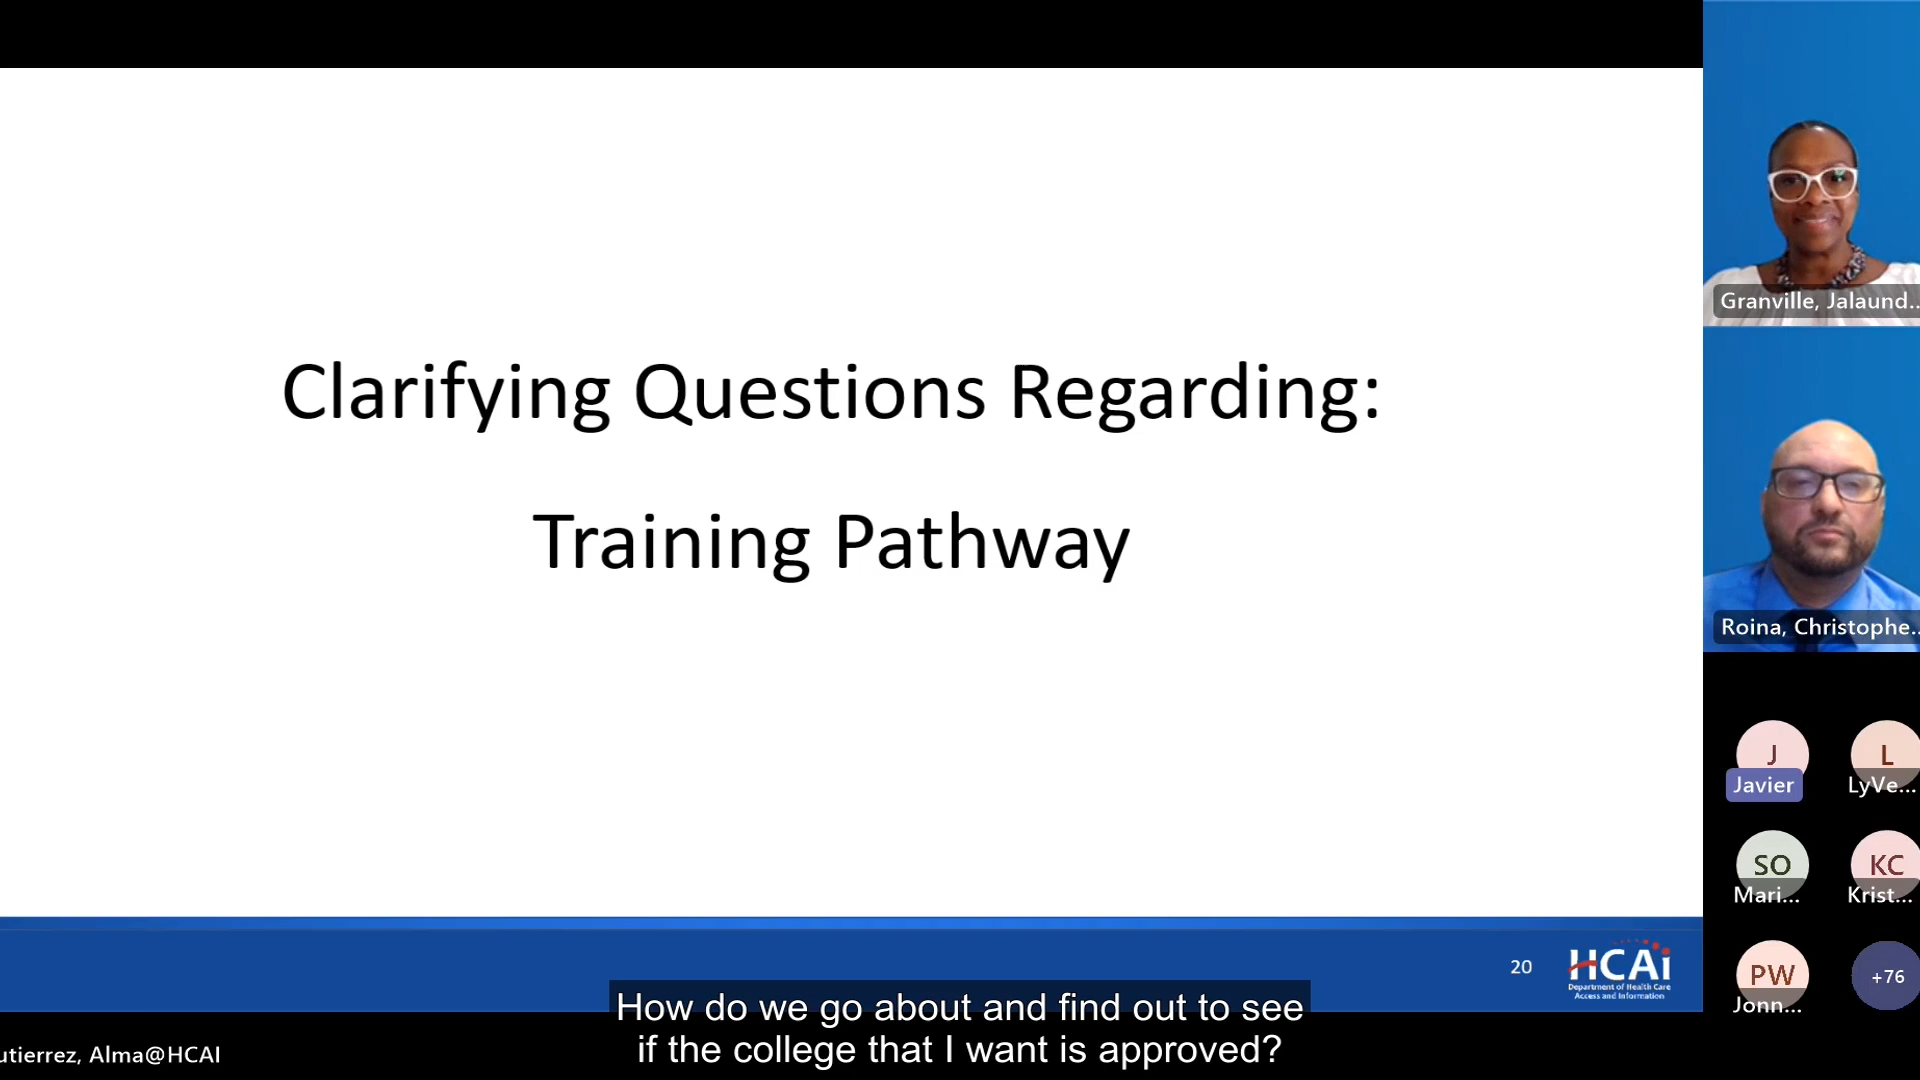 Clarifying Questions Regarding:
Training Pathway
20
HCAi
Department of Health Care
Access and Information
How do we go about and find out to see
if the college that I want is approved?
utierrez, Alma@HCAI
Granville, Jalaund...
Roina, Christophe...
J
Javier
L
LyVe...
SO
Mari...
KC
Krist...
PW
Jonn...
+76